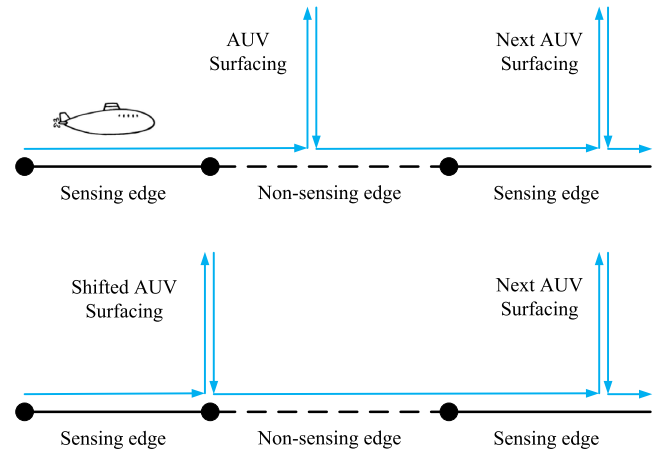 AUV
Surfacing
Next AUV
Surfacing
Sensing edge
Non-sensing edge
Sensing edge
Shifted AUV
Surfacing
Next AUV
Surfacing
Sensing edge
Non-sensing edge
Sensing edge